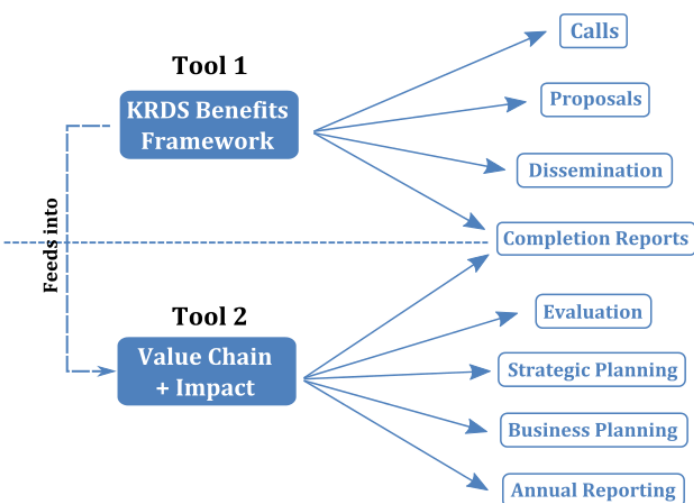 Tool 1
KRDS Benefits
Framework
Calls
Proposals
Dissemination
Completion Reports
Feeds into
Tool 2
Value Chain
+ Impact
Evaluation
Strategic Planning
Business Planning
Annual Reporting